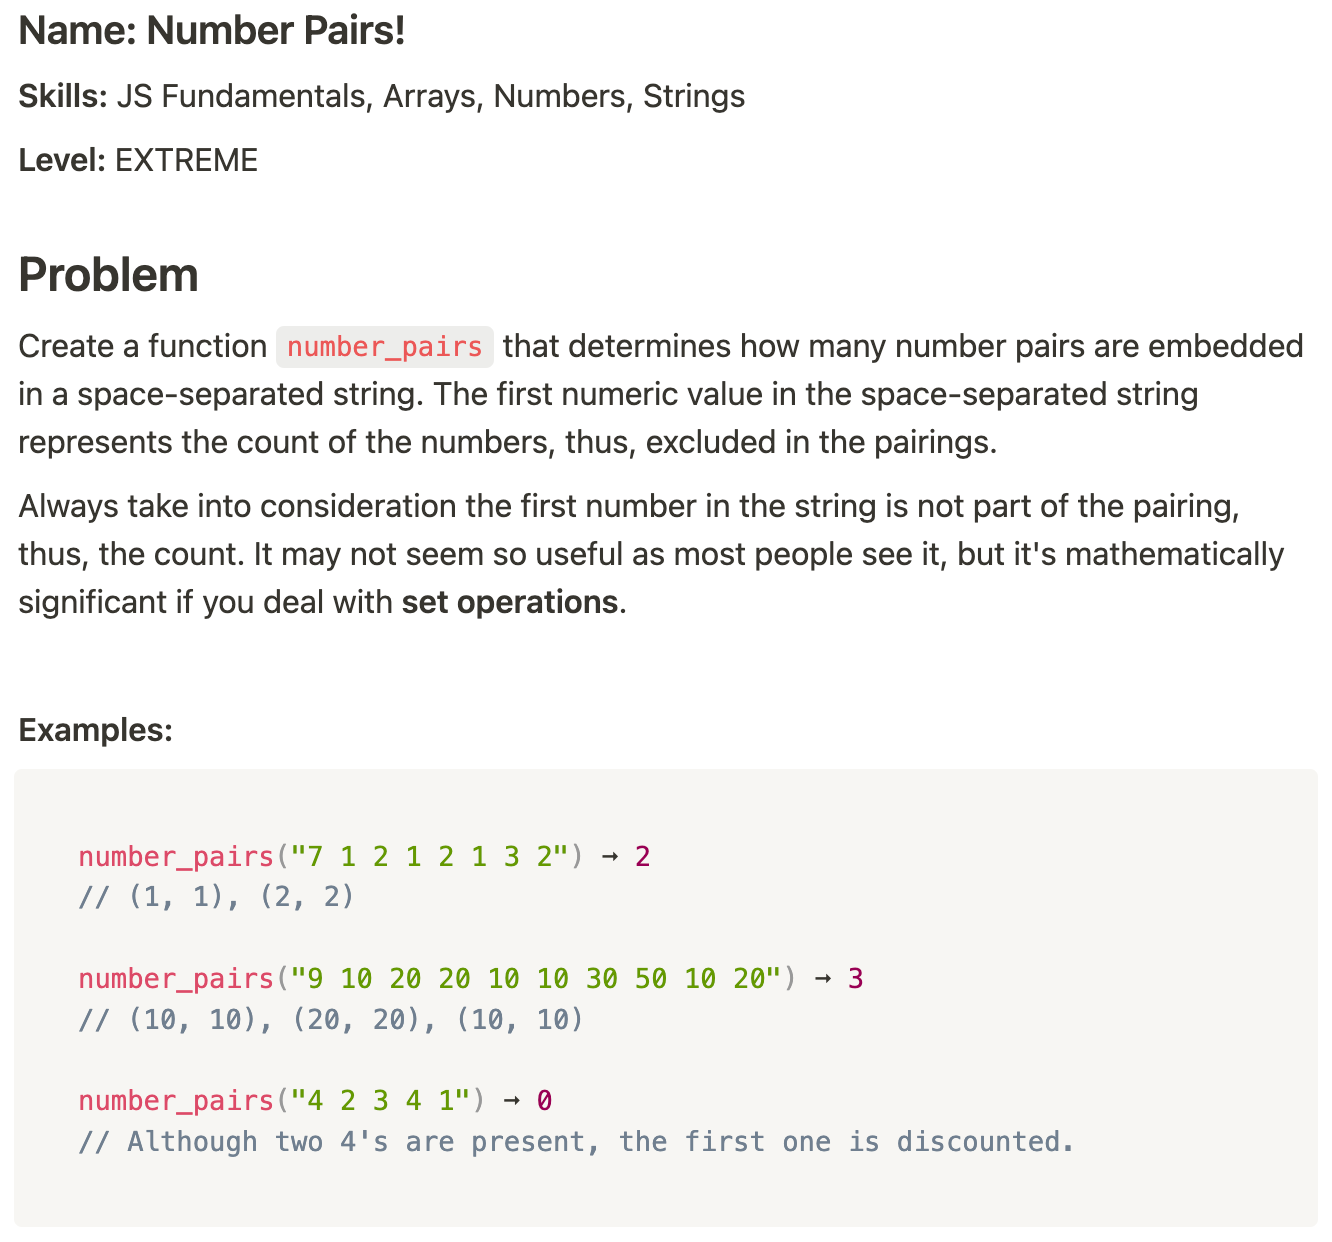 Name: Number Pairs!
Skills: JS Fundamentals, Arrays, Numbers, Strings
Level: EXTREME
Problem
Create a function number_pairs that determines how many number pairs are embedded
in a space-separated string. The first numeric value in the space-separated string
represents the count of the numbers, thus, excluded in the pairings.
Always take into consideration the first number in the string is not part of the pairing,
thus, the count. It may not seem so useful as most people see it, but it's mathematically
significant if you deal with set operations.
Examples:
number_pairs("7 1 2 1 2 1 3 2") → 2
// (1, 1), (2, 2)
number_pairs("9 10 20 20 10 10 30 50 10 20") → 3
// (10, 10), (20, 20), (10, 10)
number_pairs("4 2 3 4 1") → 0
// Although two 4's are present, the first one is discounted.